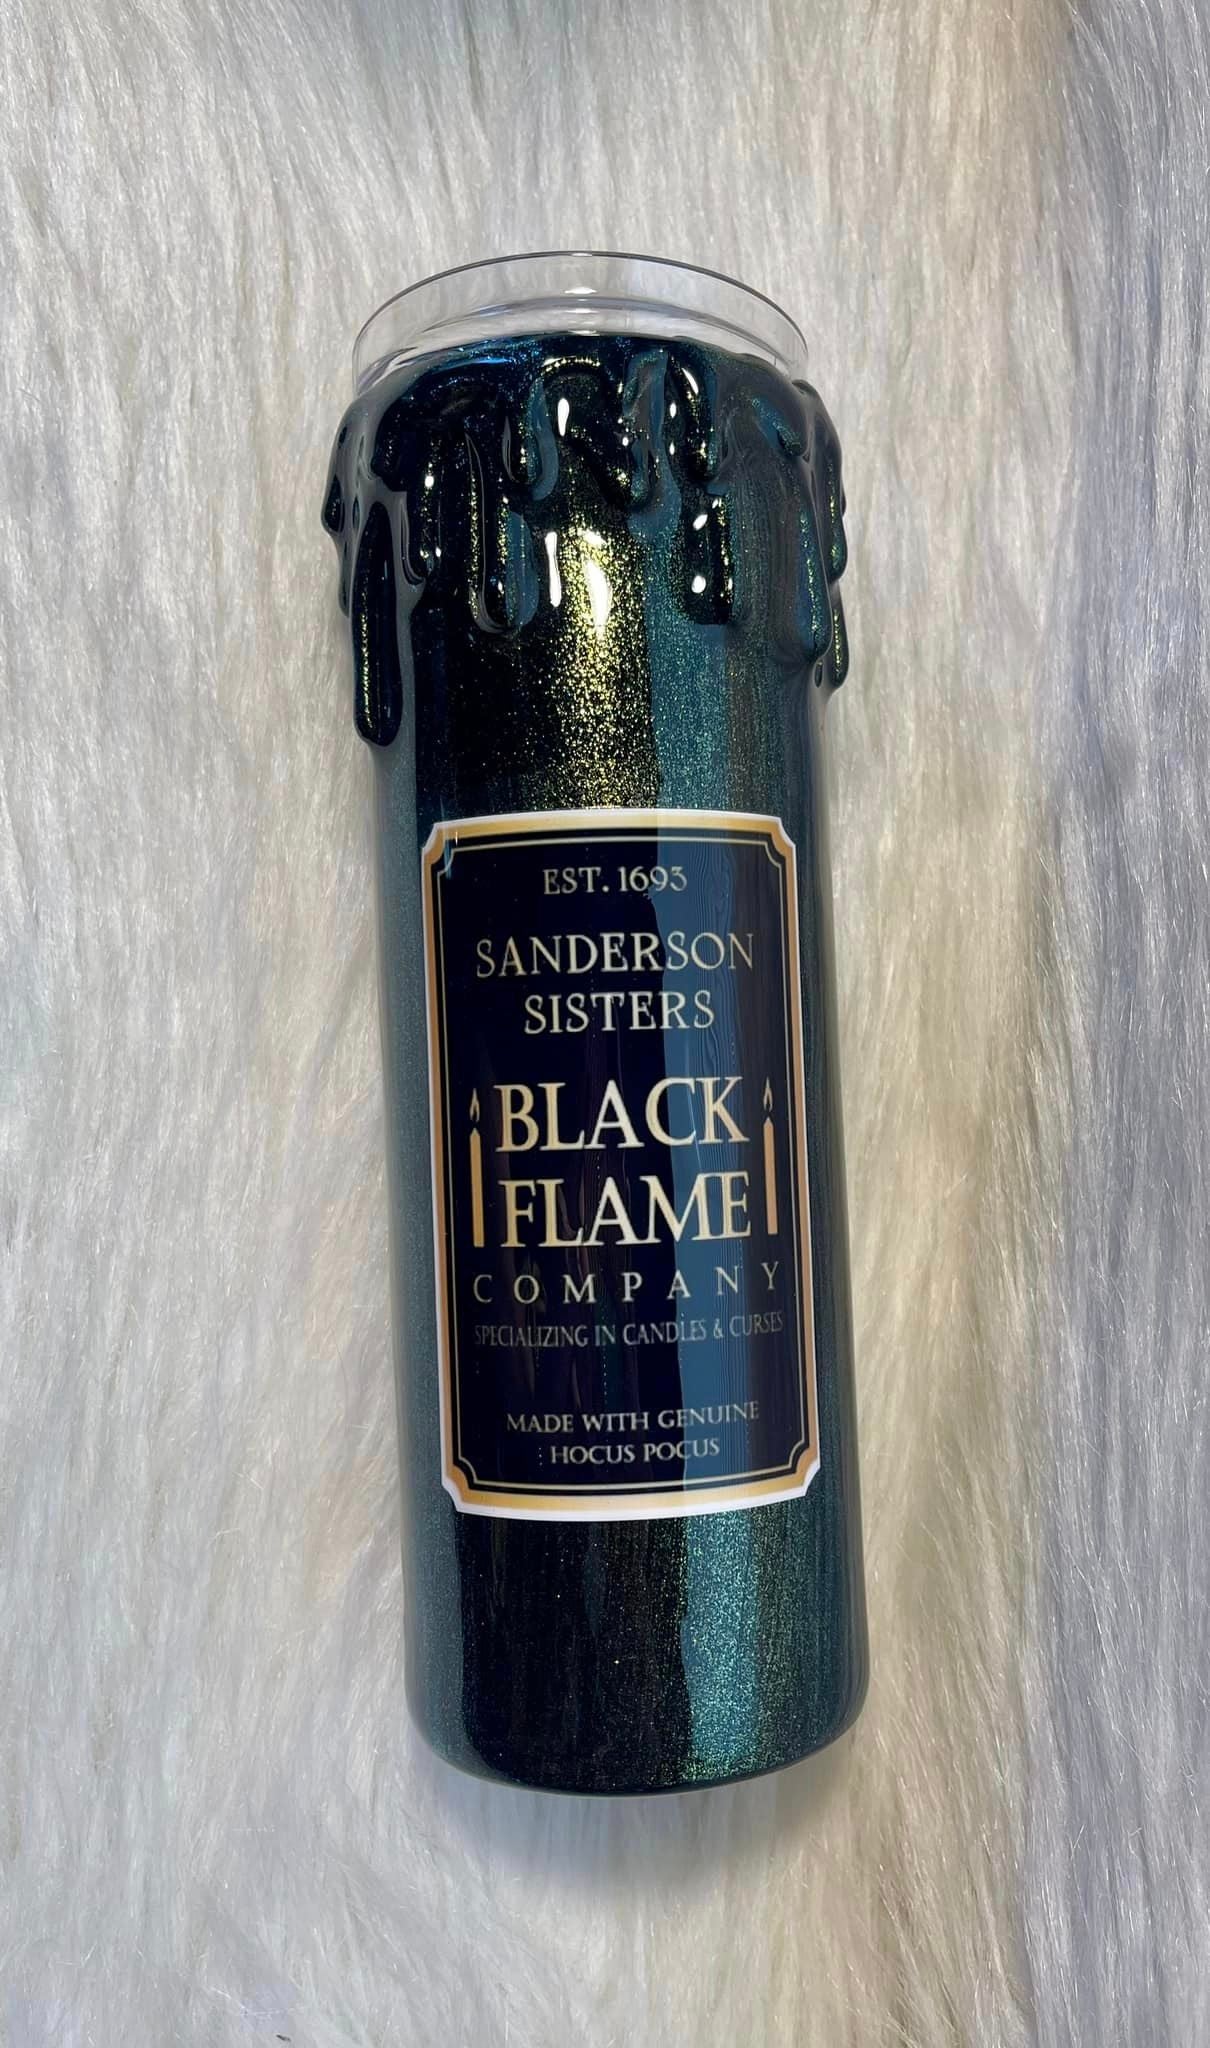 EST. 1693
SANDERSON
SISTERS
BLACK
FLAME
COMPANY
SPECIALIZING IN CANDLES & CURSES
MADE WITH GENUINE
HOCUS POCUS